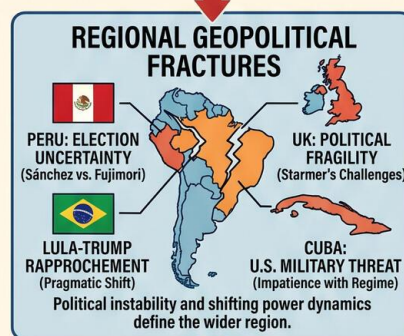 REGIONAL GEOPOLITICAL
FRACTURES
PERU: ELECTION
UNCERTAINTY
(Sánchez vs. Fujimori)
UK: POLITICAL
FRAGILITY
(Starmer's Challenges)
LULA-TRUMP
RAPPROCHEMENT
(Pragmatic Shift)
CUBA:
U.S. MILITARY THREAT
(Impatience with Regime)
Political instability and shifting power dynamics
define the wider region.